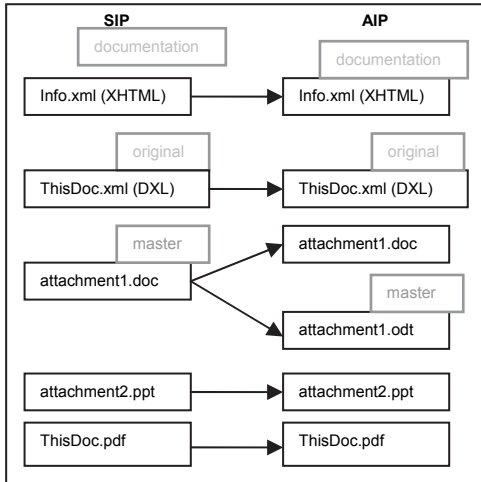 SIP AIP
documentation documentation
Info.xml (XHTML) Info.xml (XHTML)
original original
ThisDoc.xml (DXL) ThisDoc.xml (DXL)
master attachment1.doc
attachment1.doc master
attachment1.odt
attachment2.ppt attachment2.ppt
ThisDoc.pdf ThisDoc.pdf